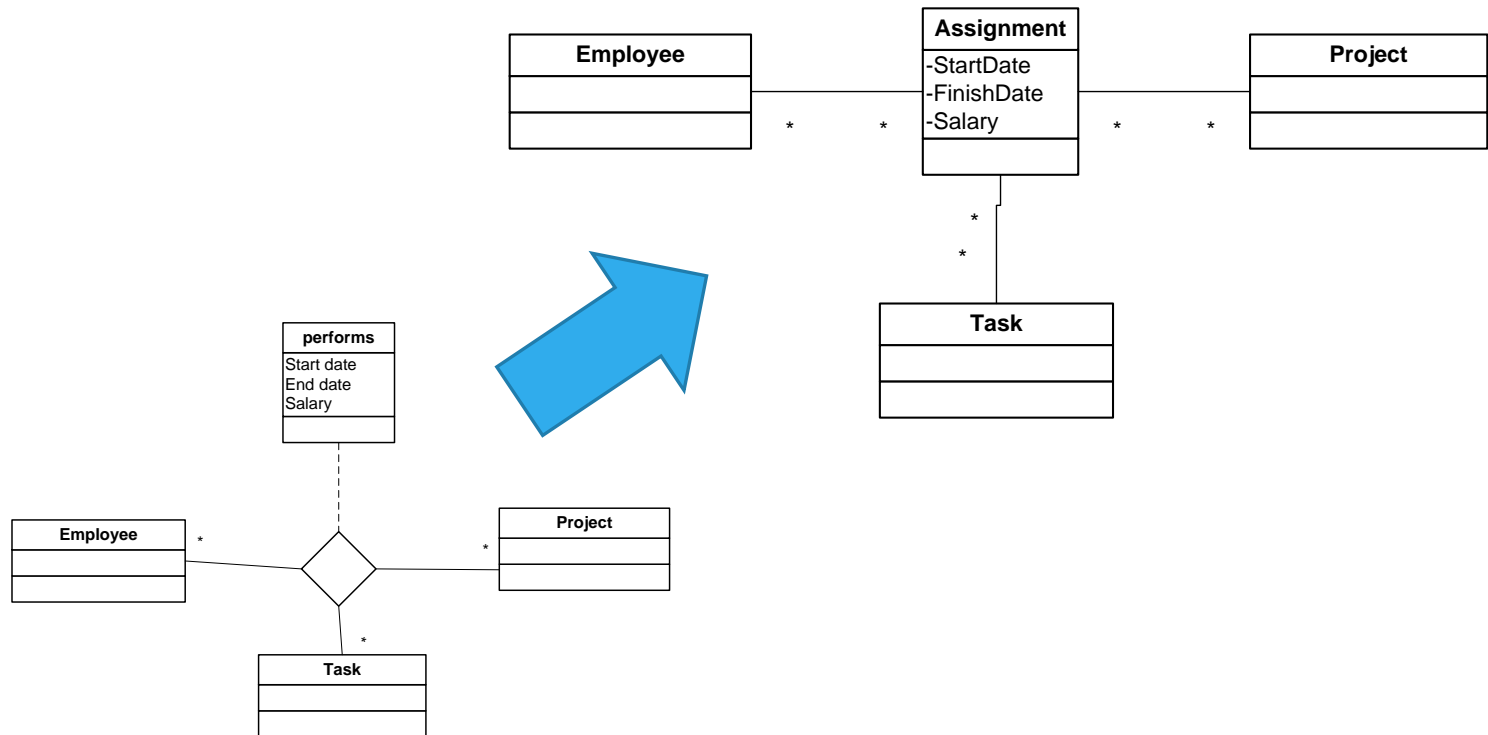 Assignment
-StartDate
-FinishDate
-Salary
Employee
Project
* * * *
*
*
Task
performs
Start date
End date
Salary
Employee
*
Project
*
*
Task